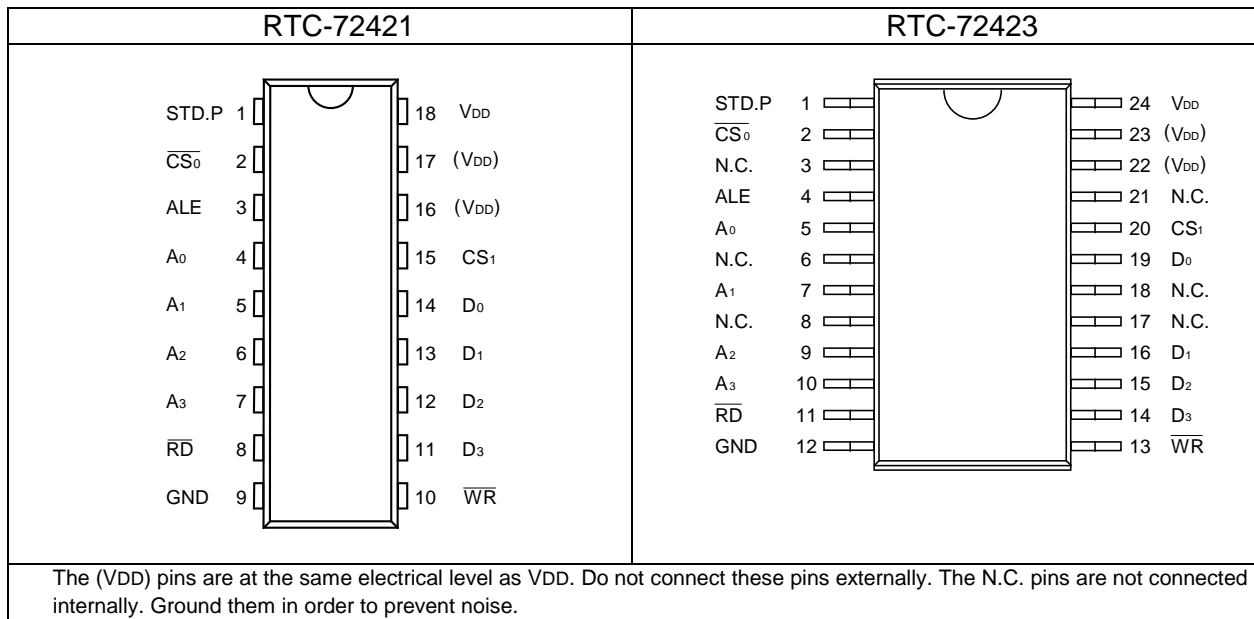 RTC-72421
RTC-72423
STD.P 1
CS0 2
ALE 3
A0 4
A1 5
A2 6
A3 7
RD 8
GND 9
18 VDD
17 (VDD)
16 (VDD)
15 CS1
14 D0
13 D1
12 D2
11 D3
10 WR
STD.P 1
CS0 2
N.C. 3
ALE 4
A0 5
N.C. 6
A1 7
N.C. 8
A2 9
A3 10
RD 11
GND 12
24 VDD
23 (VDD)
22 (VDD)
21 N.C.
20 CS1
19 D0
18 N.C.
17 N.C.
16 D1
15 D2
14 D3
13 WR
The (VDD) pins are at the same electrical level as VDD. Do not connect these pins externally. The N.C. pins are not connected
internally. Ground them in order to prevent noise.